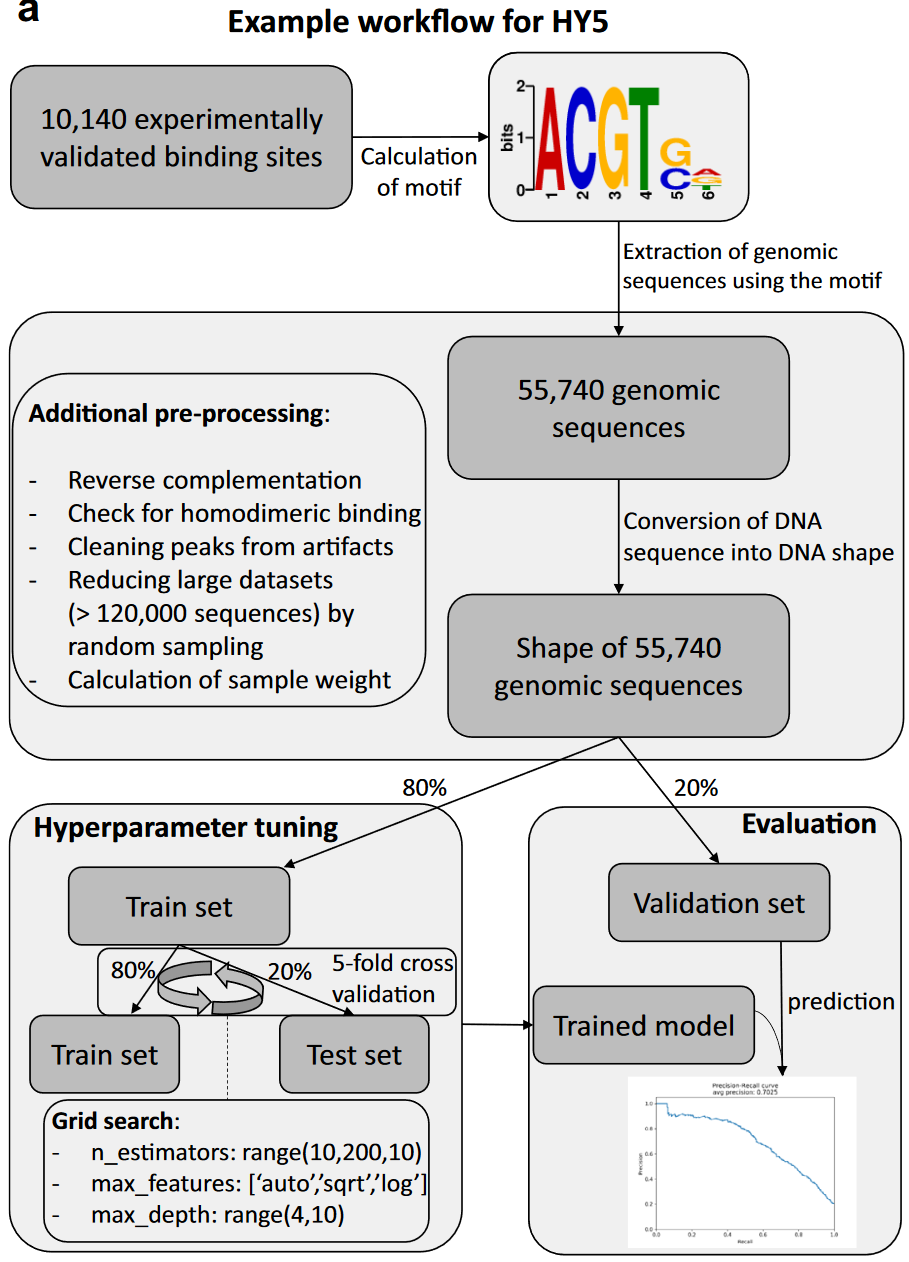 a
Example workflow for HY5
10,140 experimentally
validated binding sites
Calculation
of motif
2
1
0
bits
ACGTG
C
A
G
T
1 2 3 4 5 6
Extraction of genomic
sequences using the motif
55,740 genomic
sequences
Additional pre-processing:
- Reverse complementation
- Check for homodimeric binding
- Cleaning peaks from artifacts
- Reducing large datasets
(> 120,000 sequences) by
random sampling
- Calculation of sample weight
Conversion of DNA
sequence into DNA shape
Shape of 55,740
genomic sequences
80%
20%
Hyperparameter tuning
Train set
80%
20%
5-fold cross
validation
Train set
Test set
Grid search:
- n_estimators: range(10,200,10)
- max_features: [‘auto’,’sqrt’,’log’]
- max_depth: range(4,10)
Evaluation
Validation set
Trained model
prediction
Precision-Recall curve
avg precision: 0.7025
Precision
1.0
0.8
0.6
0.4
0.2
0.0
0.0 0.2 0.4 0.6 0.8 1.0
Recall